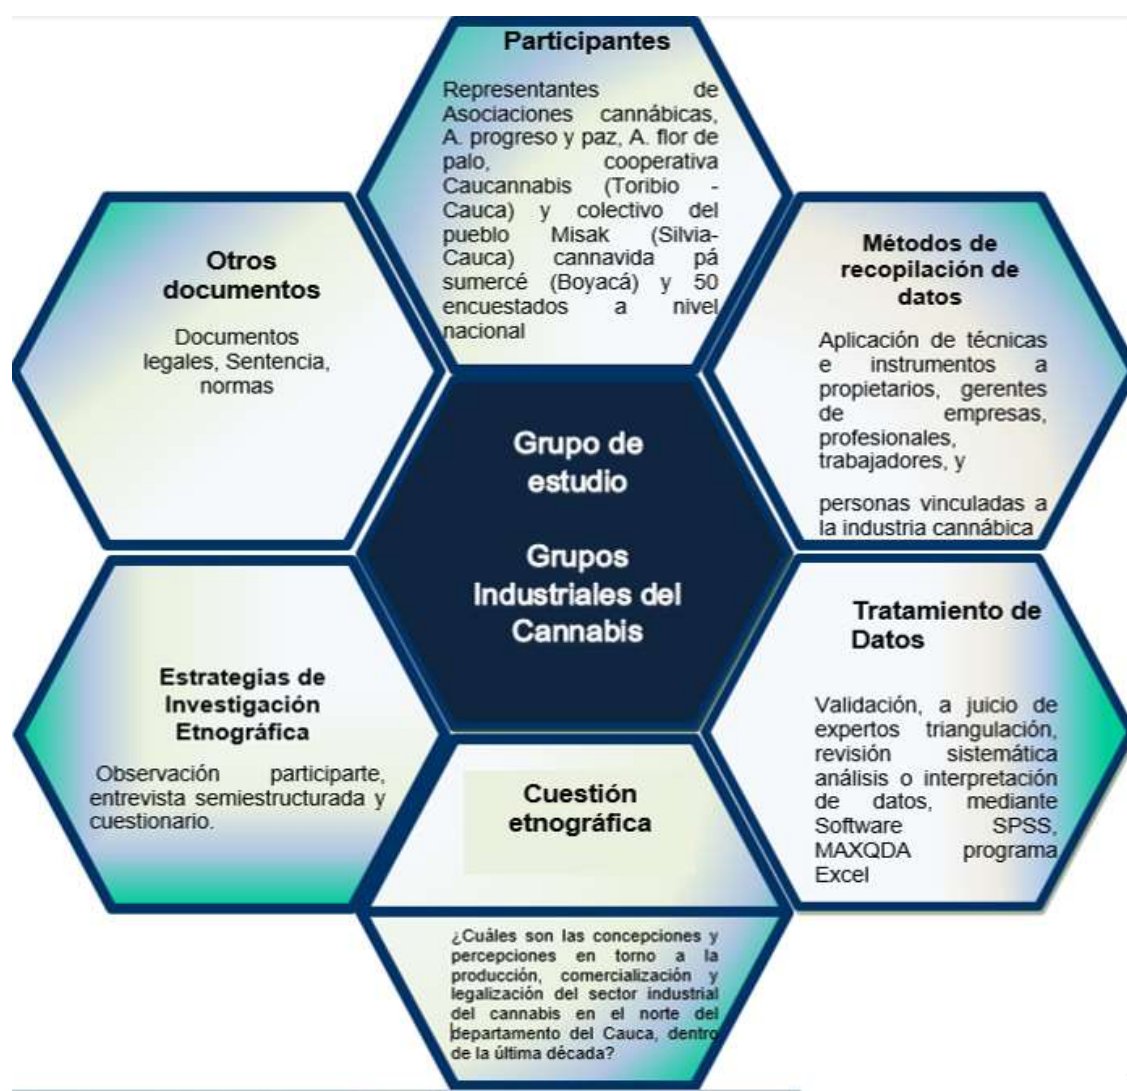 Participantes
Representantes de
Asociaciones cannábicas,
A. progreso y paz, A. flor de
palo, cooperativa
Caucannabis (Toribio -
Cauca) y colectivo del
pueblo Misak (Silvia-
Cauca) cannavida pá
sumercé (Boyacá) y 50
encuestados a nivel
nacional
Otros
documentos
Documentos
legales, Sentencia,
normas
Métodos de
recopilación de
datos
Aplicación de técnicas
e instrumentos a
propietarios, gerentes
de empresas,
profesionales,
trabajadores, y
personas vinculadas a
la industria cannábica
Grupo de
estudio
Grupos
Industriales del
Cannabis
Estrategias de
Investigación
Etnográfica
Observación participarte,
entrevista semiestructurada y
cuestionario.
Tratamiento de
Datos
Validación, a juicio de
expertos triangulación,
revisión sistemática
análisis o interpretación
de datos, mediante
Software SPSS,
MAXQDA programa
Excel
Cuestión
etnográfica
¿Cuáles son las concepciones y
percepciones en torno a la
producción, comercialización y
legalización del sector industrial
del cannabis en el norte del
departamento del Cauca, dentro
de la última década?